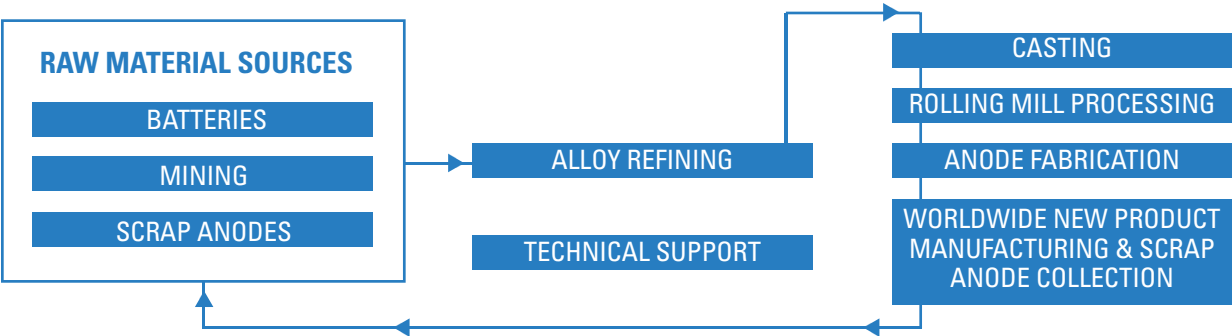 RAW MATERIAL SOURCES
BATTERIES
MINING
SCRAP ANODES
ALLOY REFINING
TECHNICAL SUPPORT
CASTING
ROLLING MILL PROCESSING
ANODE FABRICATION
WORLDWIDE NEW PRODUCT
MANUFACTURING & SCRAP
ANODE COLLECTION